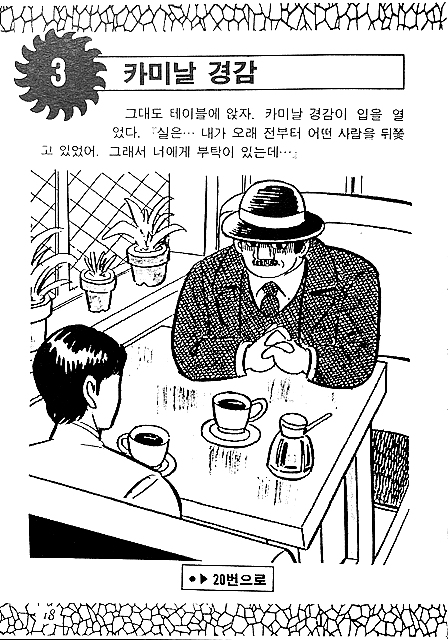 3 카미날 경감
그대도 테이블에 앉자. 카미날 경감이 입을 열
었다. 『실은… 내가 오래 전부터 어떤 사람을 뒤쫓
고 있었어. 그래서 너에게 부탁이 있는데…』
●▶ 20번으로
18